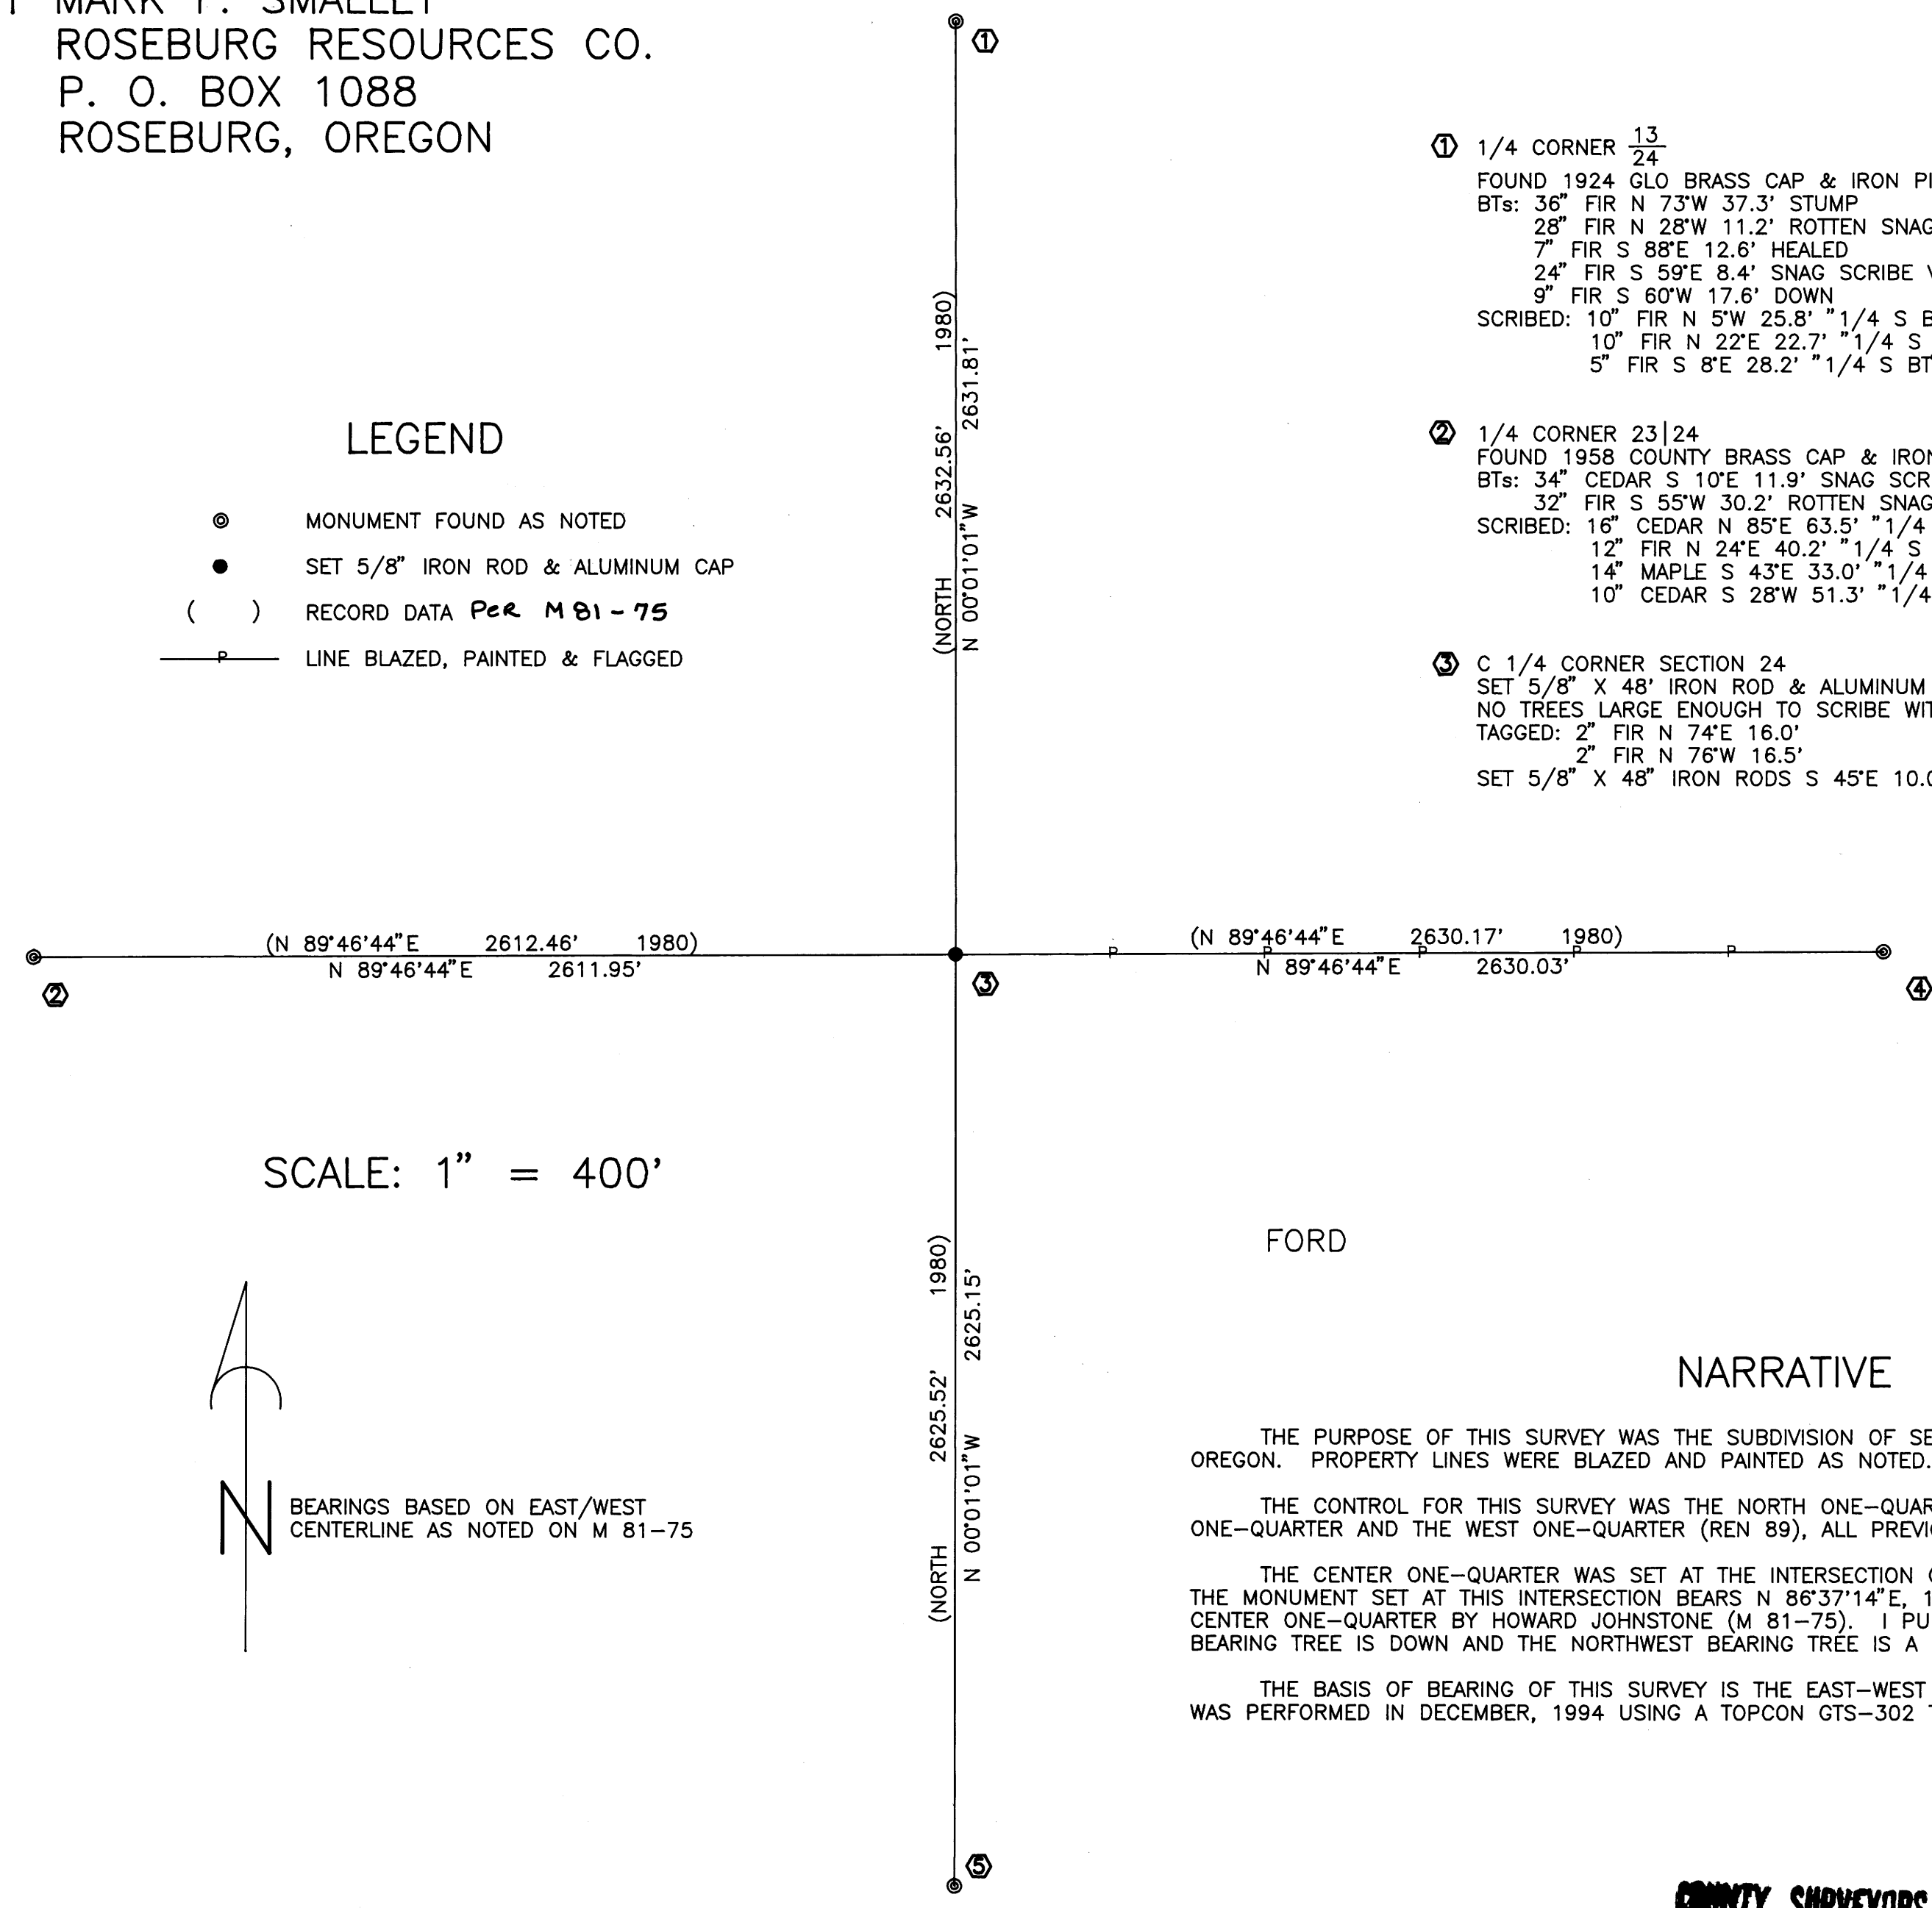 MARK
SMALLEY
ROSEBURG RESOURCES CO.
P. O. BOX 1088
ROSEBURG, OREGON
1
(NORTH 2632.56' 1980)
N 00°01'01"W 2631.81'
1 1/4 CORNER 13/24
FOUND 1924 GLO BRASS CAP & IRON
BTs: 36" FIR N 73°W 37.3' STUMP
28" FIR N 28°W 11.2' ROTTEN SNAG
7" FIR S 88°E 12.6' HEALED
24" FIR S 59°E 8.4' SNAG SCRIBE
9" FIR S 60°W 17.6' DOWN
SCRIBED: 10" FIR N 5°W 25.8' "1/4 S
10" FIR N 22°E 22.7' "1/4 S
5" FIR S 8°E 28.2' "1/4 S BT
2 1/4 CORNER 23|24
FOUND 1958 COUNTY BRASS CAP & IRON
BTs: 34" CEDAR S 10°E 11.9' SNAG
32" FIR S 55°W 30.2' ROTTEN SNAG
SCRIBED: 16" CEDAR N 85°E 63.5' "1/4
12" FIR N 24°E 40.2' "1/4 S
14" MAPLE S 43°E 33.0' "1/4
10" CEDAR S 28°W 51.3' "1/4
3 C 1/4 CORNER SECTION 24
SET 5/8" X 48' IRON ROD & ALUMINUM
NO TREES LARGE ENOUGH TO SCRIBE
TAGGED: 2" FIR N 74°E 16.0'
2" FIR N 76°W 16.5'
SET 5/8" X 48" IRON RODS S 45°E
LEGEND
MONUMENT FOUND AS NOTED
SET 5/8" IRON ROD & ALUMINUM CAP
( ) RECORD DATA PER M 81-75
P LINE BLAZED, PAINTED & FLAGGED
(N 89°46'44"E 2612.46' 1980)
N 89°46'44"E 2611.95'
(N 89°46'44"E 2630.17' 1980)
P P P P P
N 89°46'44"E 2630.03'
2
3
4
SCALE: 1" = 400'
FORD
(NORTH 2625.52' 1980)
N 00°01'01"W 2625.15'
N
BEARINGS BASED ON EAST/WEST
CENTERLINE AS NOTED ON M 81-75
NARRATIVE
THE PURPOSE OF THIS SURVEY WAS THE SUBDIVISION OF
OREGON. PROPERTY LINES WERE BLAZED AND PAINTED AS NOTED.
THE CONTROL FOR THIS SURVEY WAS THE NORTH
ONE-QUARTER AND THE WEST ONE-QUARTER (REN 89), ALL
THE CENTER ONE-QUARTER WAS SET AT THE INTERSECTION
THE MONUMENT SET AT THIS INTERSECTION BEARS N 86°37'14"E,
CENTER ONE-QUARTER BY HOWARD JOHNSTONE (M 81-75). I
BEARING TREE IS DOWN AND THE NORTHWEST BEARING TREE IS A
THE BASIS OF BEARING OF THIS SURVEY IS THE EAST-WEST
WAS PERFORMED IN DECEMBER, 1994 USING A TOPCON GTS-302
5
COUNTY SURVEYORS